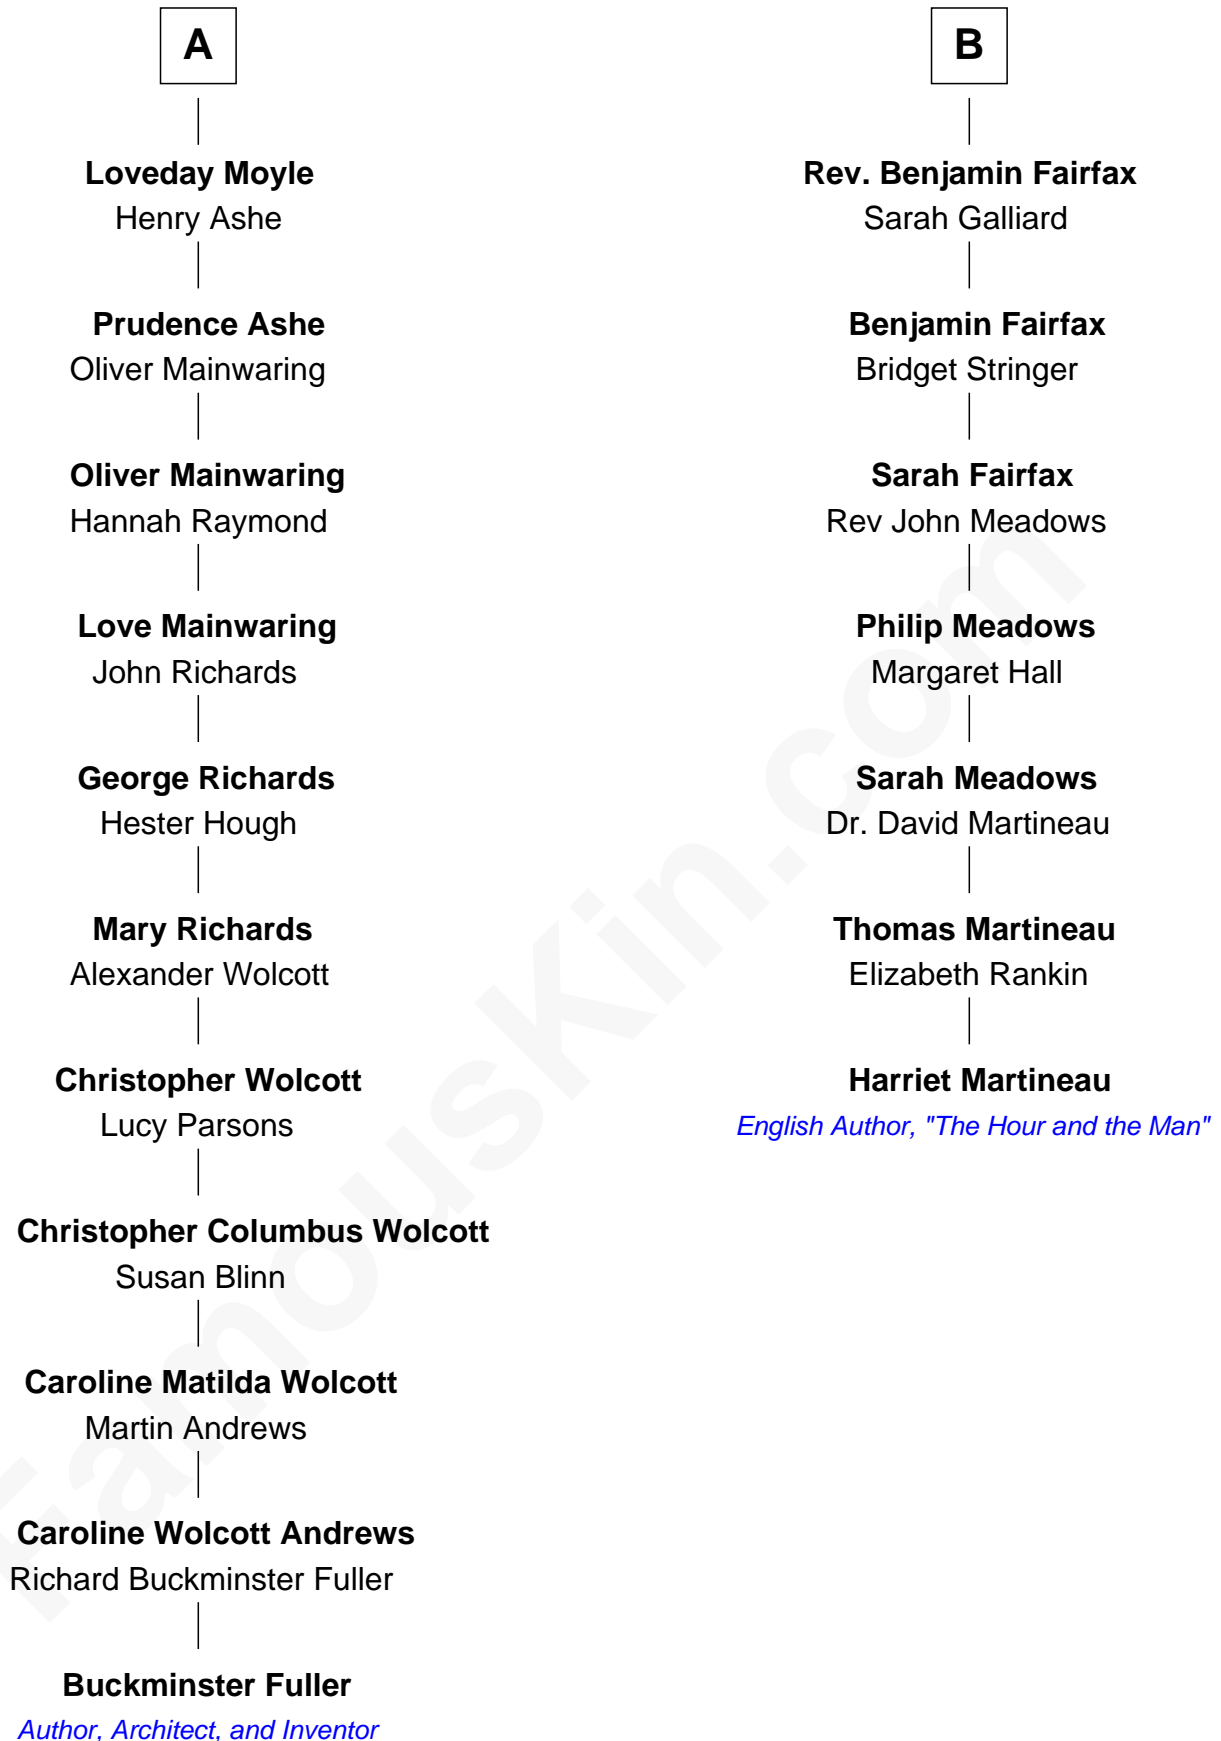 A
Loveday Moyle
Henry Ashe
Prudence Ashe
Oliver Mainwaring
Oliver Mainwaring
Hannah Raymond
Love Mainwaring
John Richards
George Richards
Hester Hough
Mary Richards
Alexander Wolcott
Christopher Wolcott
Lucy Parsons
Christopher Columbus Wolcott
Susan Blinn
Caroline Matilda Wolcott
Martin Andrews
Caroline Wolcott Andrews
Richard Buckminster Fuller
Buckminster Fuller
Author, Architect, and Inventor
B
Rev. Benjamin Fairfax
Sarah Galliard
Benjamin Fairfax
Bridget Stringer
Sarah Fairfax
Rev John Meadows
Philip Meadows
Margaret Hall
Sarah Meadows
Dr. David Martineau
Thomas Martineau
Elizabeth Rankin
Harriet Martineau
English Author, "The Hour and the Man"
FamousKin.com